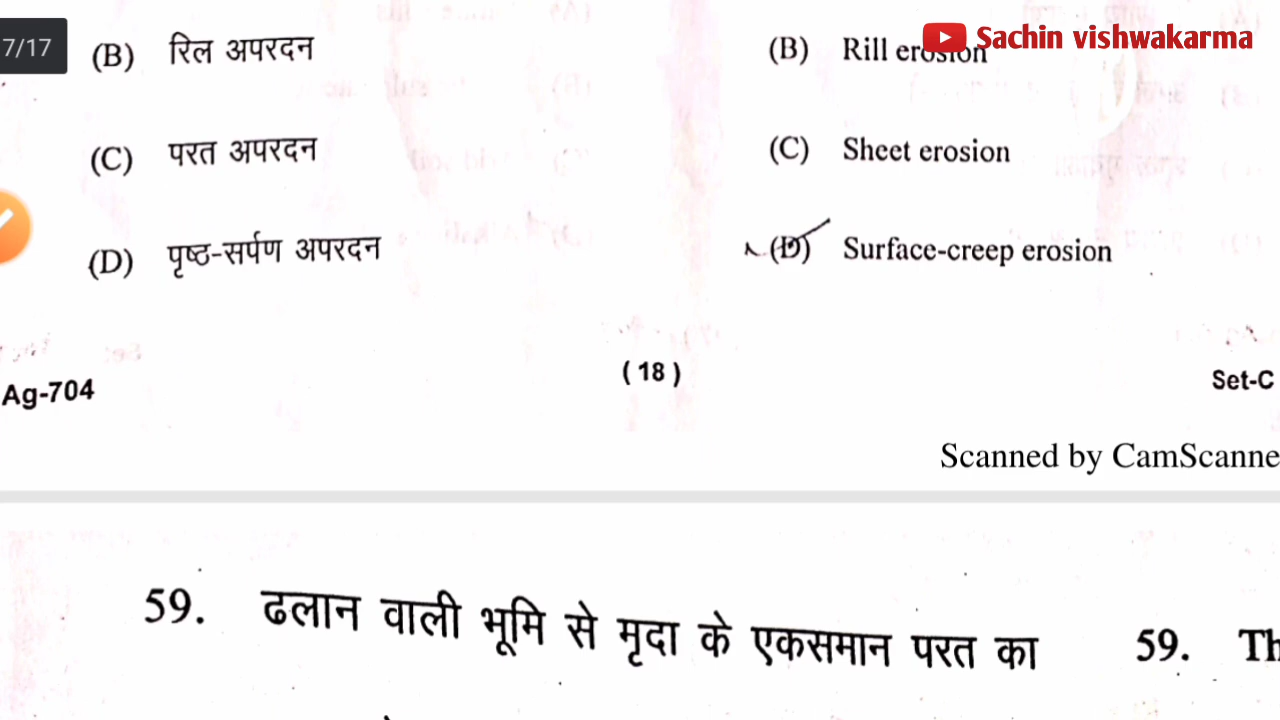 7/17
Sachin vishwakarma
(B) रिल अपरदन
(B) Rill erosion
(C) परत अपरदन
(C) Sheet erosion
(D) पृष्ठ-सर्पण अपरदन
(D) Surface-creep erosion
Ag-704
(18)
Set-C
Scanned by CamScanne
59. ढलान वाली भूमि से मृदा के एकसमान परत का
59. Th